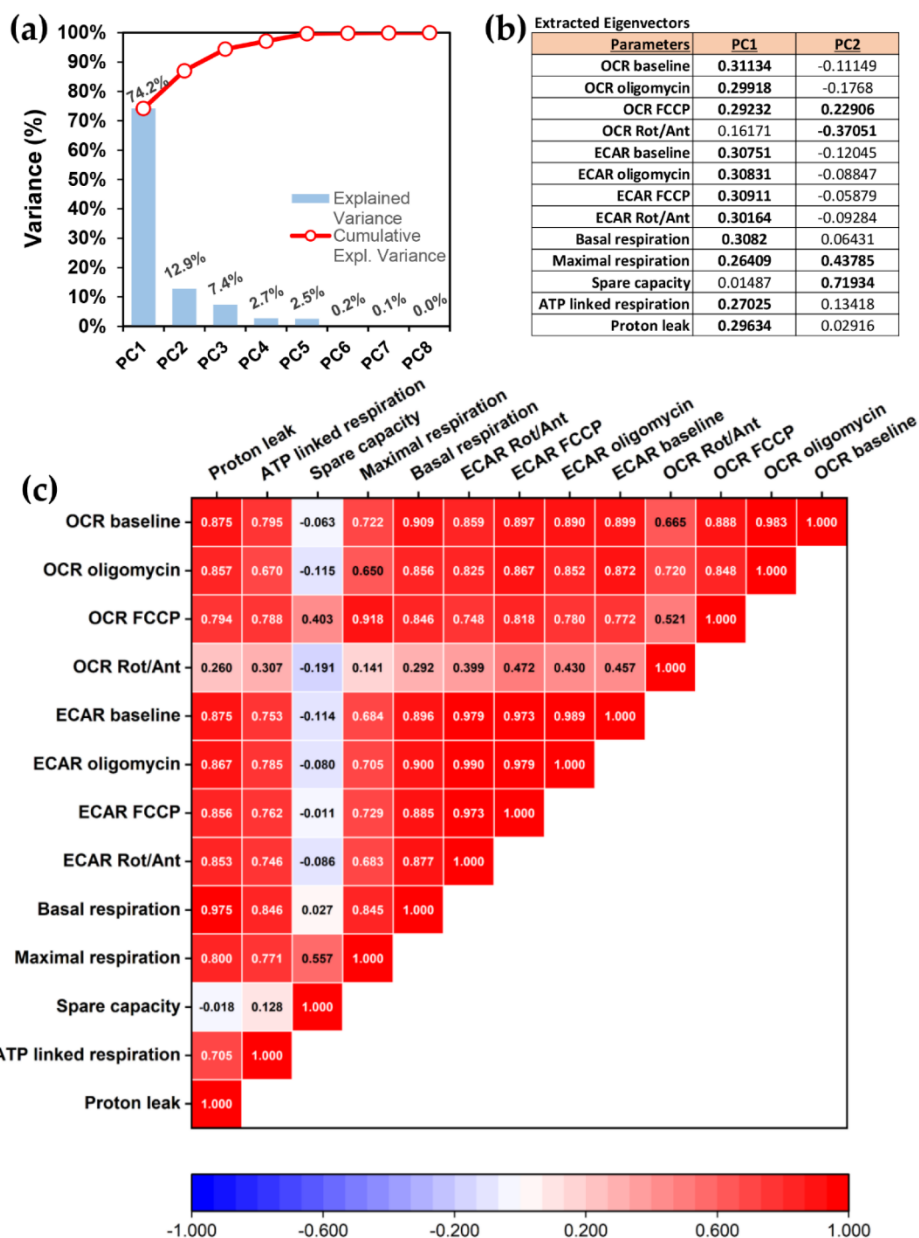 (a)
100%
90%
80%
70%
60%
50%
40%
30%
20%
10%
0%
Variance (%)
74.2%
12.9%
7.4%
2.7%
2.5%
0.2%
0.1%
0.0%
Explained
Variance
Cumulative
Expl. Variance
PC1 PC2 PC3 PC4 PC5 PC6 PC7 PC8
(b) Extracted Eigenvectors
Parameters PC1 PC2
OCR baseline 0.31134 -0.11149
OCR oligomycin 0.29918 -0.1768
OCR FCCP 0.29232 0.22906
OCR Rot/Ant 0.16171 -0.37051
ECAR baseline 0.30751 -0.12045
ECAR oligomycin 0.30831 -0.08847
ECAR FCCP 0.30911 -0.05879
ECAR Rot/Ant 0.30164 -0.09284
Basal respiration 0.3082 0.06431
Maximal respiration 0.26409 0.43785
Spare capacity 0.01487 0.71934
ATP linked respiration 0.27025 0.13418
Proton leak 0.29634 0.02916
(c)
Proton leak
ATP linked respiration
Spare capacity
Maximal respiration
Basal respiration
ECAR Rot/Ant
ECAR FCCP
ECAR oligomycin
ECAR baseline
OCR Rot/Ant
OCR FCCP
OCR oligomycin
OCR baseline
OCR baseline 0.875 0.795 -0.063 0.722 0.909 0.859 0.897 0.890 0.899 0.665 0.888 0.983 1.000
OCR oligomycin 0.857 0.670 -0.115 0.650 0.856 0.825 0.867 0.852 0.872 0.720 0.848 1.000
OCR FCCP 0.794 0.788 0.403 0.918 0.846 0.748 0.818 0.780 0.772 0.521 1.000
OCR Rot/Ant 0.260 0.307 -0.191 0.141 0.292 0.399 0.472 0.430 0.457 1.000
ECAR baseline 0.875 0.753 -0.114 0.684 0.896 0.979 0.973 0.989 1.000
ECAR oligomycin 0.867 0.785 -0.080 0.705 0.900 0.990 0.979 1.000
ECAR FCCP 0.856 0.762 -0.011 0.729 0.885 0.973 1.000
ECAR Rot/Ant 0.853 0.746 -0.086 0.683 0.877 1.000
Basal respiration 0.975 0.846 0.027 0.845 1.000
Maximal respiration 0.800 0.771 0.557 1.000
Spare capacity -0.018 0.128 1.000
ATP linked respiration 0.705 1.000
Proton leak 1.000
-1.000 -0.600 -0.200 0.200 0.600 1.000